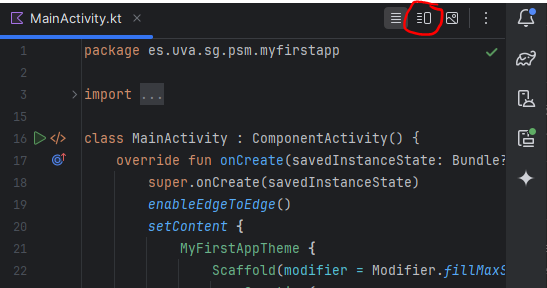 MainActivity.kt
1 package es.uva.sg.psm.myfirstapp
2
3 import ...
15
16 class MainActivity : ComponentActivity() {
17 override fun onCreate(savedInstanceState: Bundle?
18 super.onCreate(savedInstanceState)
19 enableEdgeToEdge()
20 setContent {
21 MyFirstAppTheme {
22 Scaffold(modifier = Modifier.fillMaxS